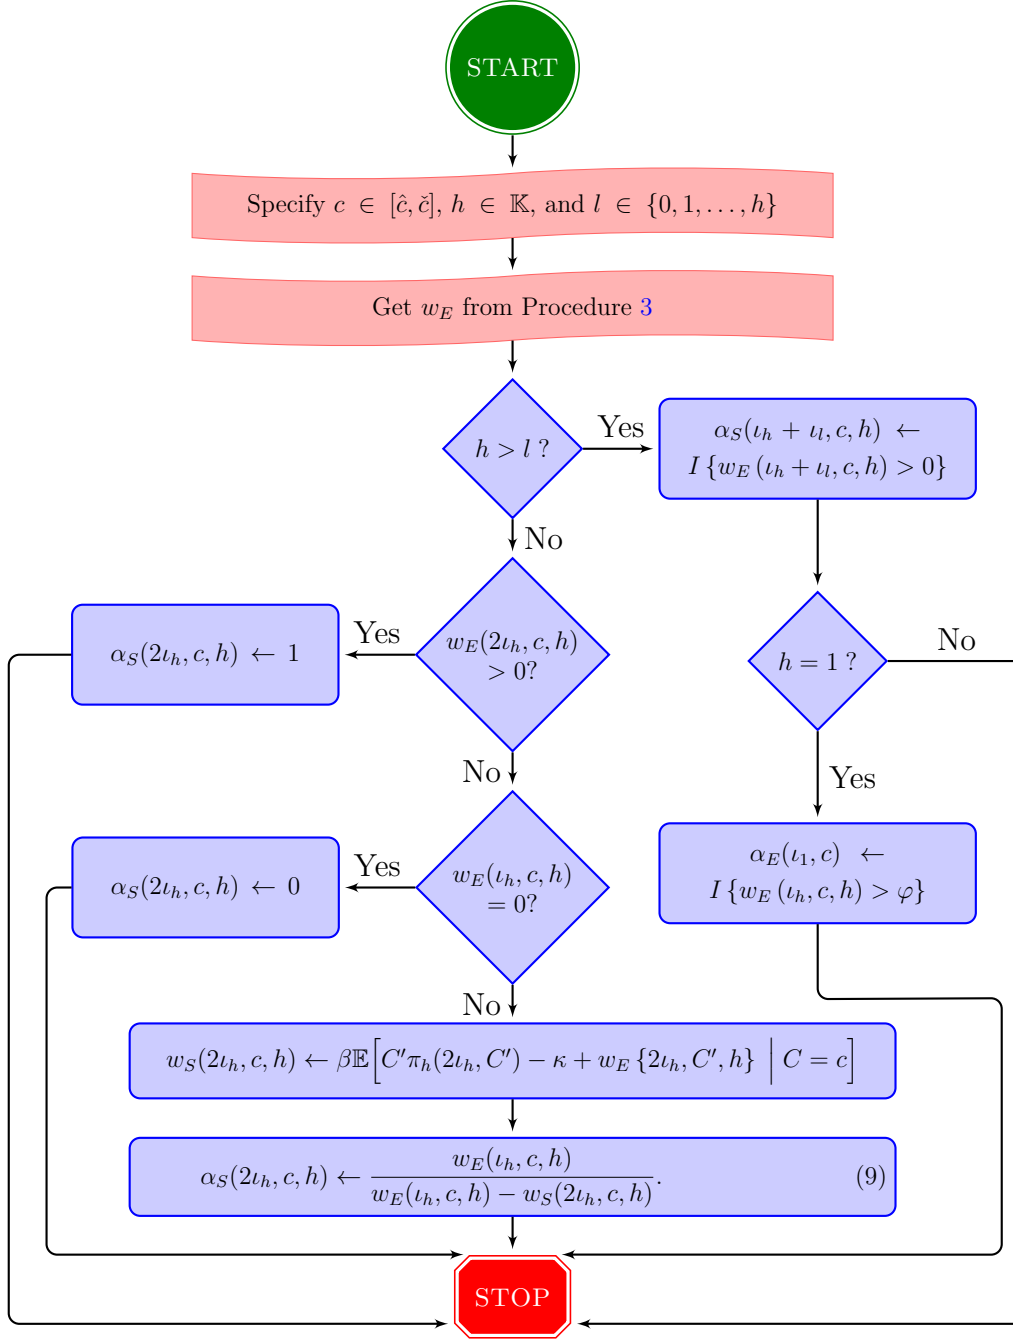 START
Specify c ∈ [ĉ, č], h ∈ 𝕂, and l ∈ {0, 1, . . . , h}
Get w_E from Procedure 3
h > l ?
Yes
α_S(ι_h + ι_l, c, h) ←
I {w_E (ι_h + ι_l, c, h) > 0}
No
w_E(2ι_h, c, h)
> 0?
Yes
α_S(2ι_h, c, h) ← 1
h = 1 ?
No
No
Yes
w_E(ι_h, c, h)
= 0?
Yes
α_S(2ι_h, c, h) ← 0
α_E(ι_1, c) ←
I {w_E (ι_h, c, h) > φ}
No
w_S(2ι_h, c, h) ← β𝔼[C′π_h(2ι_h, C′) − κ + w_E {2ι_h, C′, h} | C = c]
α_S(2ι_h, c, h) ← w_E(ι_h, c, h) / (w_E(ι_h, c, h) − w_S(2ι_h, c, h)). (9)
STOP